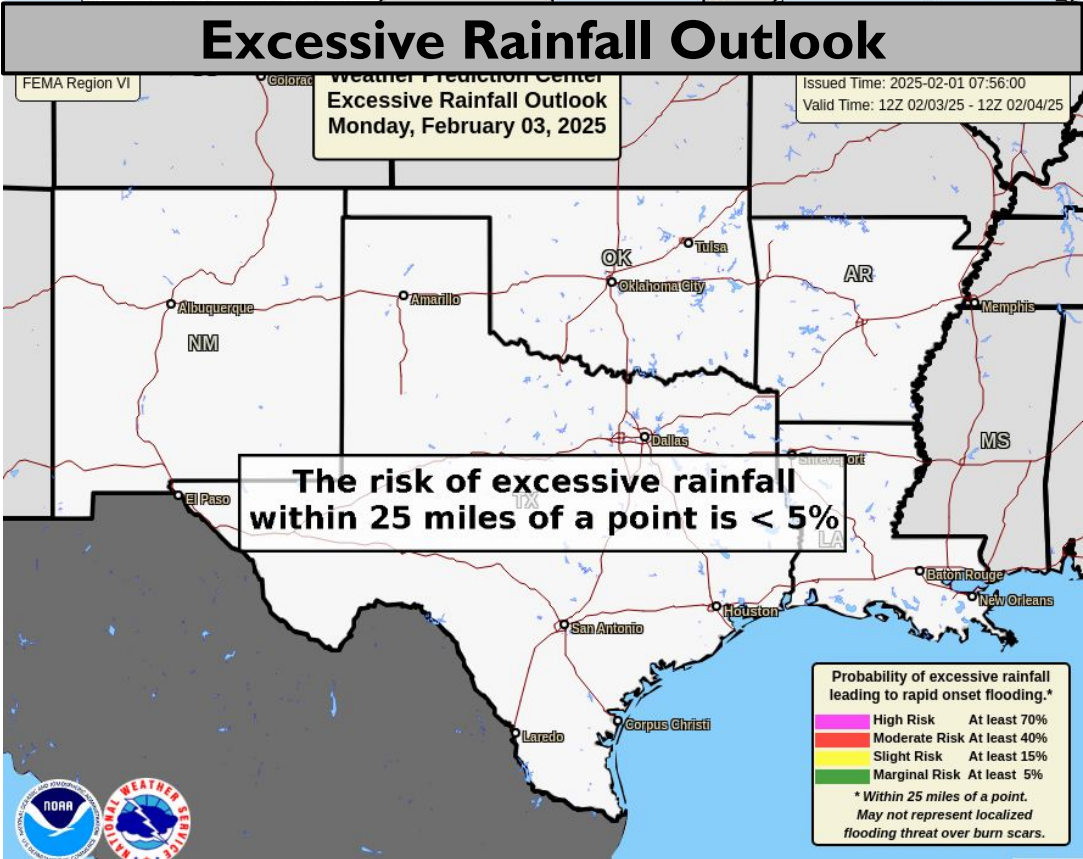 Excessive Rainfall Outlook
FEMA Region VI
Weather Prediction Center
Excessive Rainfall Outlook
Monday, February 03, 2025
Issued Time: 2025-02-01 07:56:00
Valid Time: 12Z 02/03/25 - 12Z 02/04/25
Tulsa
OK
Oklahoma City
AR
Albuquerque
Amarillo
Memphis
NM
Dallas
MS
Shreveport
The risk of excessive rainfall
within 25 miles of a point is < 5%
El Paso
TX
LA
Baton Rouge
New Orleans
Houston
San Antonio
Corpus Christi
Laredo
Probability of excessive rainfall
leading to rapid onset flooding.*
High Risk At least 70%
Moderate Risk At least 40%
Slight Risk At least 15%
Marginal Risk At least 5%
* Within 25 miles of a point.
May not represent localized
flooding threat over burn scars.
NOAA
NATIONAL WEATHER SERVICE